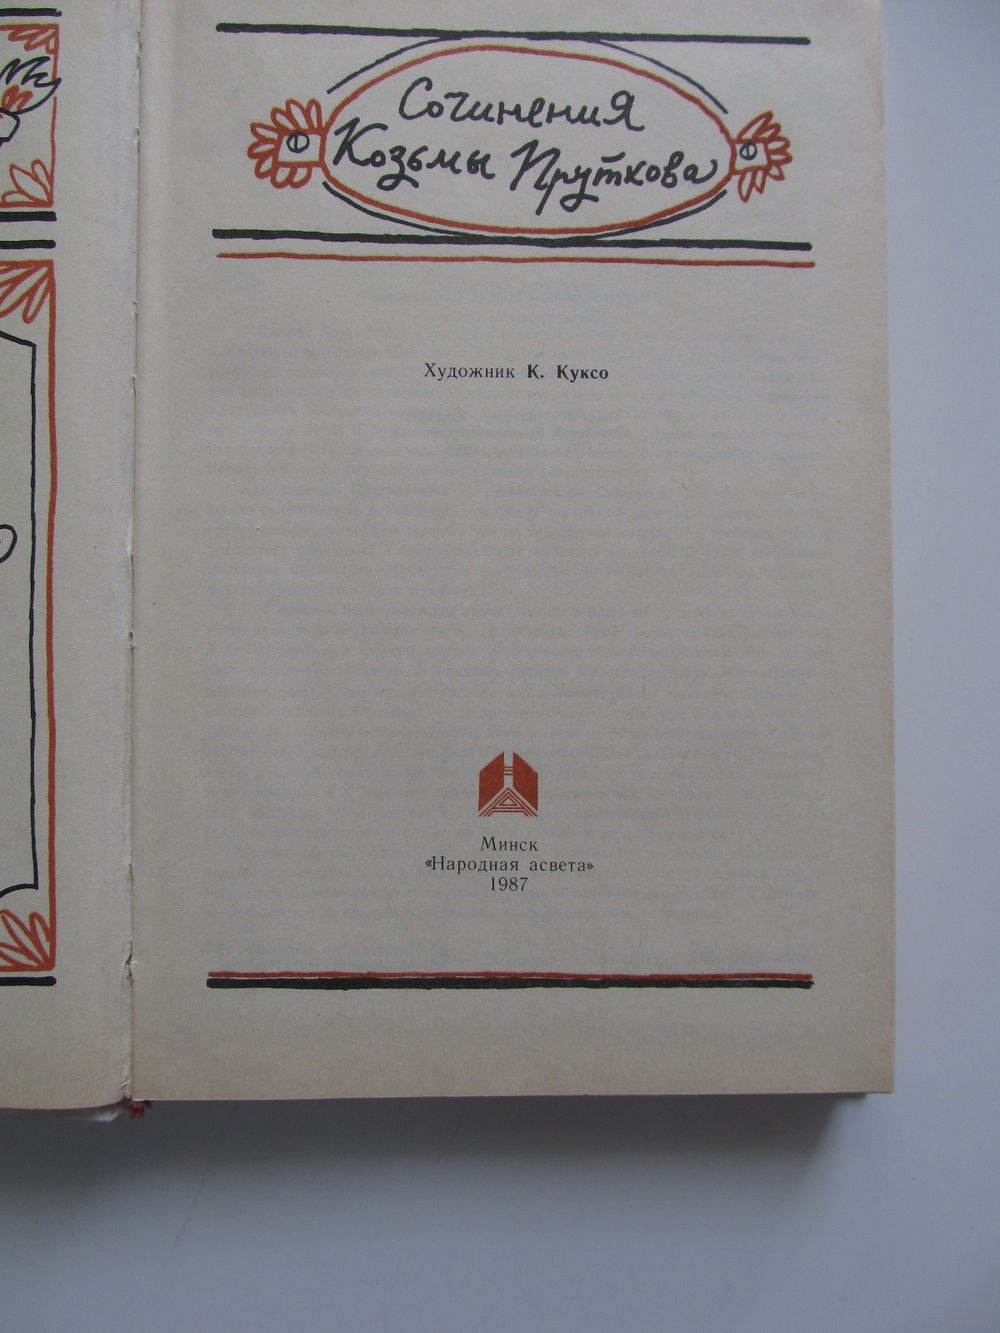 Сочинения
Козьмы Пруткова
Художник К. Куксо
Минск
«Народная асвета»
1987